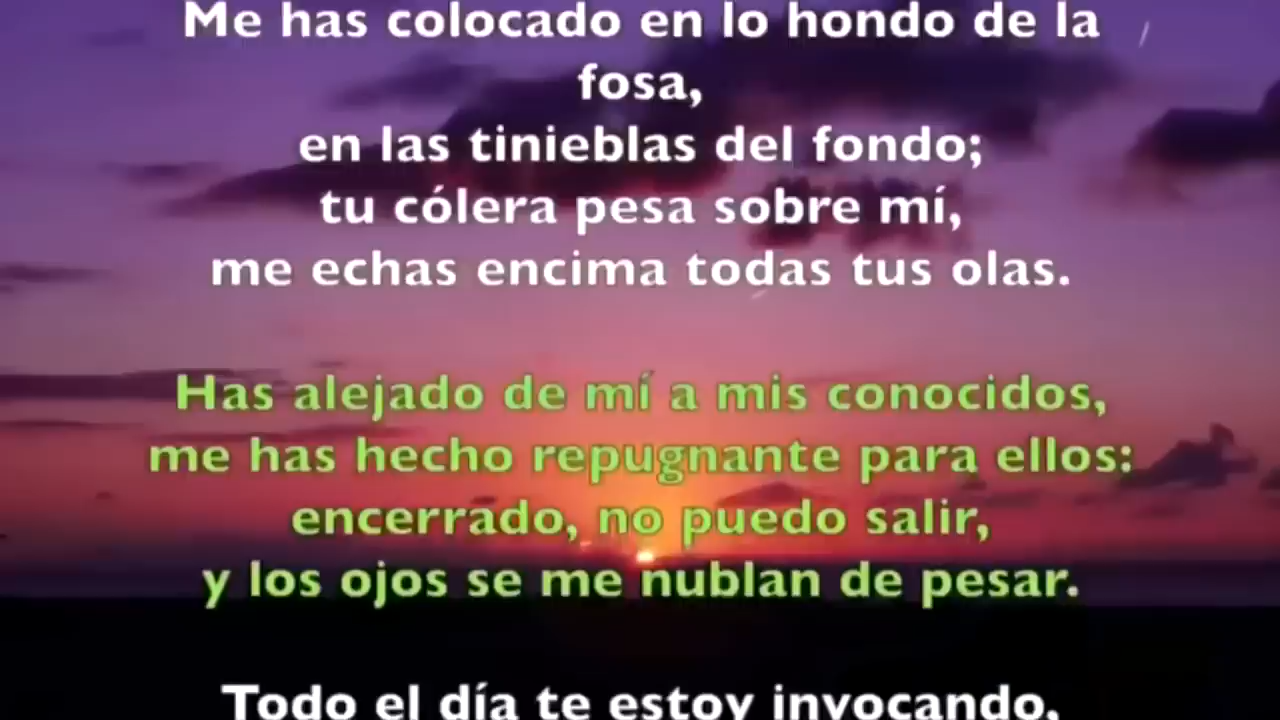 Me has colocado en lo hondo de la
fosa,
en las tinieblas del fondo;
tu cólera pesa sobre mí,
me echas encima todas tus olas.
Has alejado de mí a mis conocidos,
me has hecho repugnante para ellos:
encerrado, no puedo salir,
y los ojos se me nublan de pesar.
Todo el día te estoy invocando,